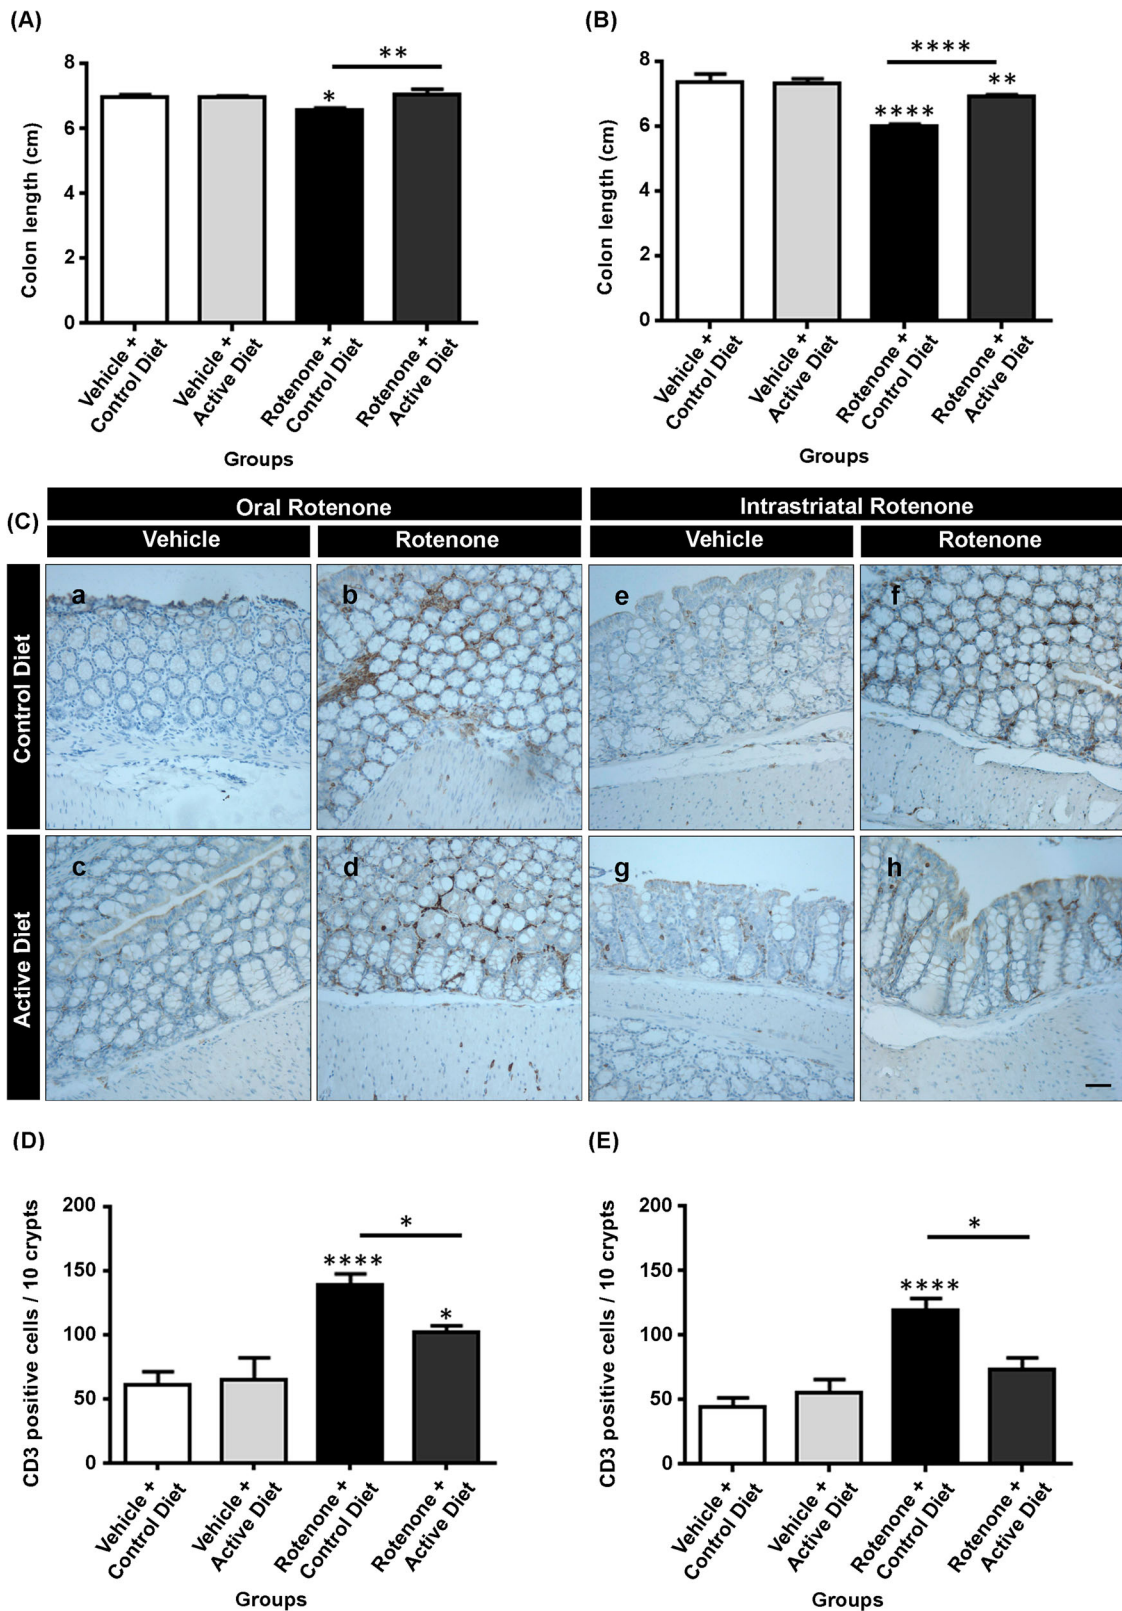 (A)
**
*
8
6
4
2
0
Colon length (cm)
Vehicle +
Control Diet
Vehicle +
Active Diet
Rotenone +
Control Diet
Rotenone +
Active Diet
Groups
(B)
****
**
****
8
6
4
2
0
Colon length (cm)
Vehicle +
Control Diet
Vehicle +
Active Diet
Rotenone +
Control Diet
Rotenone +
Active Diet
Groups
(C)
Oral Rotenone
Intrastriatal Rotenone
Vehicle
Rotenone
Vehicle
Rotenone
Control Diet
a
b
e
f
Active Diet
c
d
g
h
(D)
*
****
*
200
150
100
50
0
CD3 positive cells / 10 crypts
Vehicle +
Control Diet
Vehicle +
Active Diet
Rotenone +
Control Diet
Rotenone +
Active Diet
Groups
(E)
*
****
200
150
100
50
0
CD3 positive cells / 10 crypts
Vehicle +
Control Diet
Vehicle +
Active Diet
Rotenone +
Control Diet
Rotenone +
Active Diet
Groups